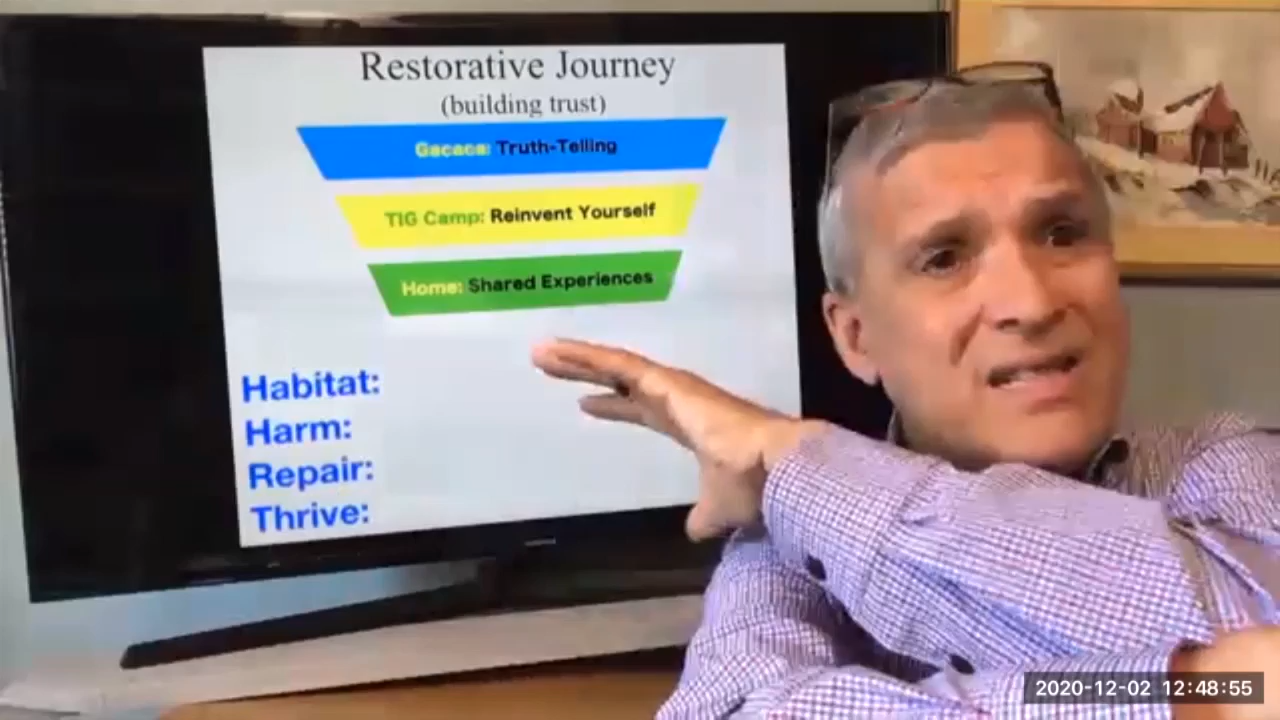 Restorative Journey
(building trust)
Gacaca: Truth-Telling
TIG Camp: Reinvent Yourself
Home: Shared Experiences
Habitat:
Harm:
Repair:
Thrive:
2020-12-02 12:48:55